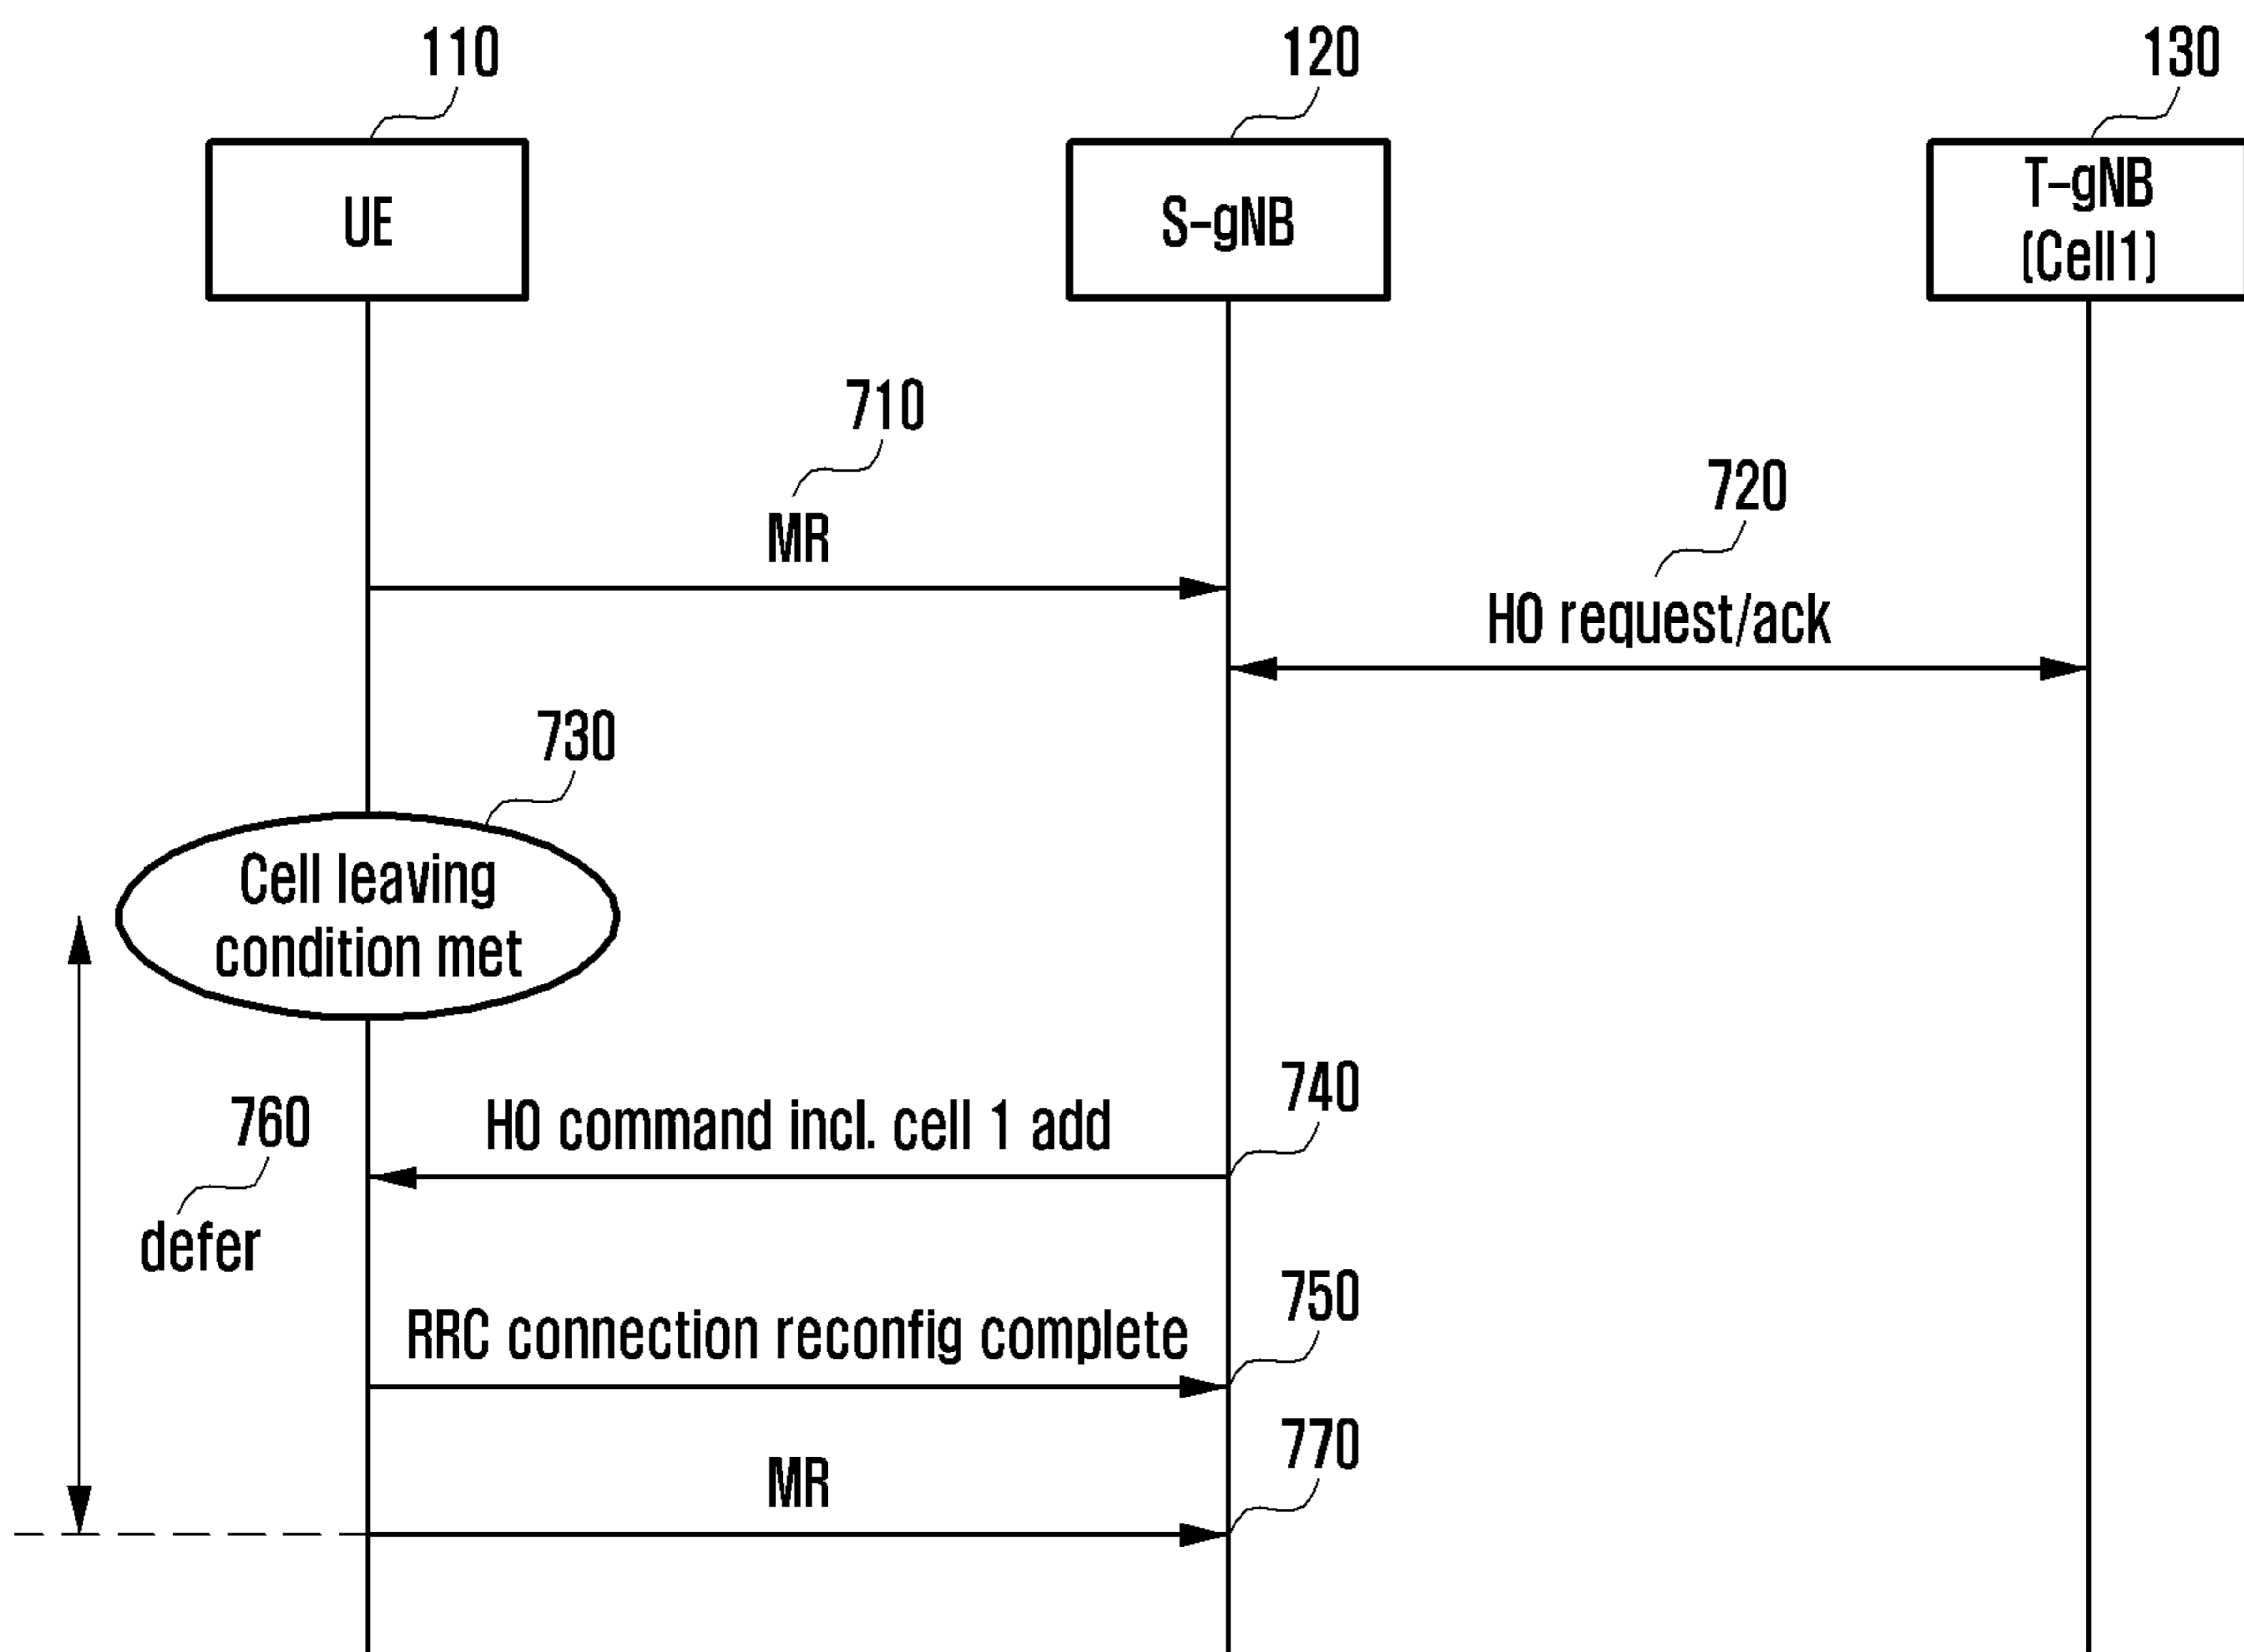 110
120
130
UE
S-gNB
T-gNB
(Cell1)
710
MR
720
HO request/ack
730
Cell leaving
condition met
740
HO command incl. cell 1 add
760
defer
750
RRC connection reconfig complete
770
MR